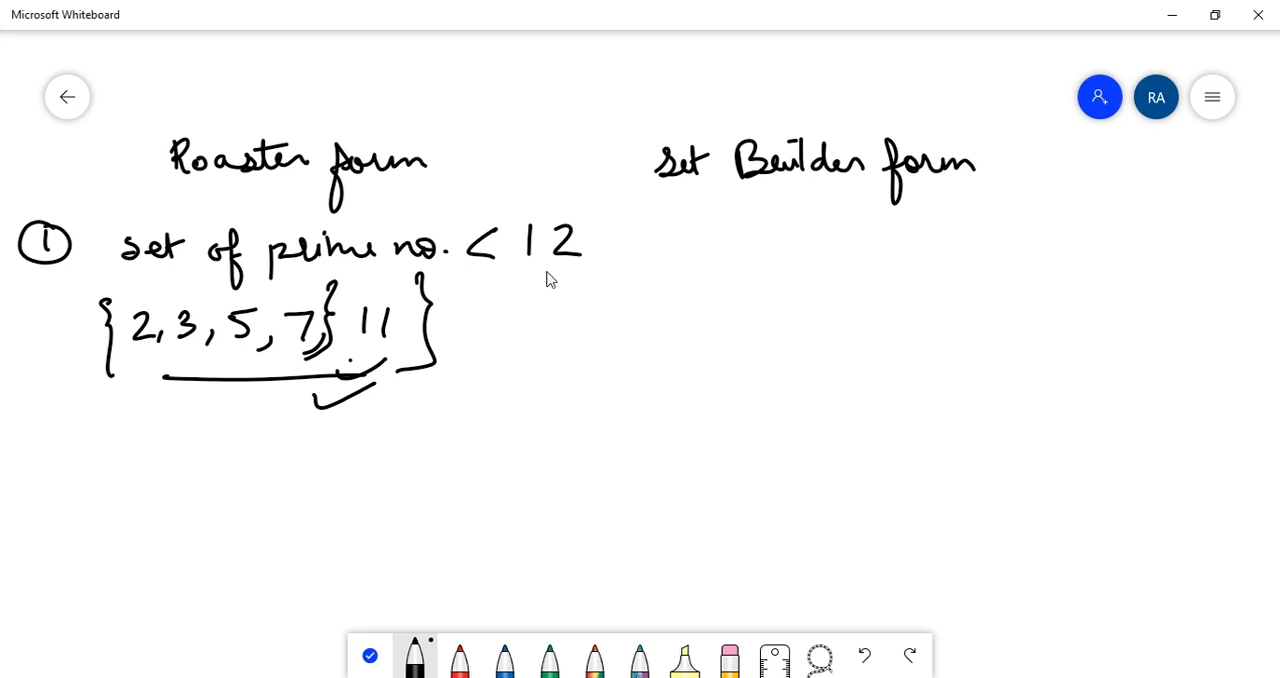 Microsoft Whiteboard
RA
Roaster form
set Builder form
① set of prime no. < 12
{ 2, 3, 5, 7,} 11 }